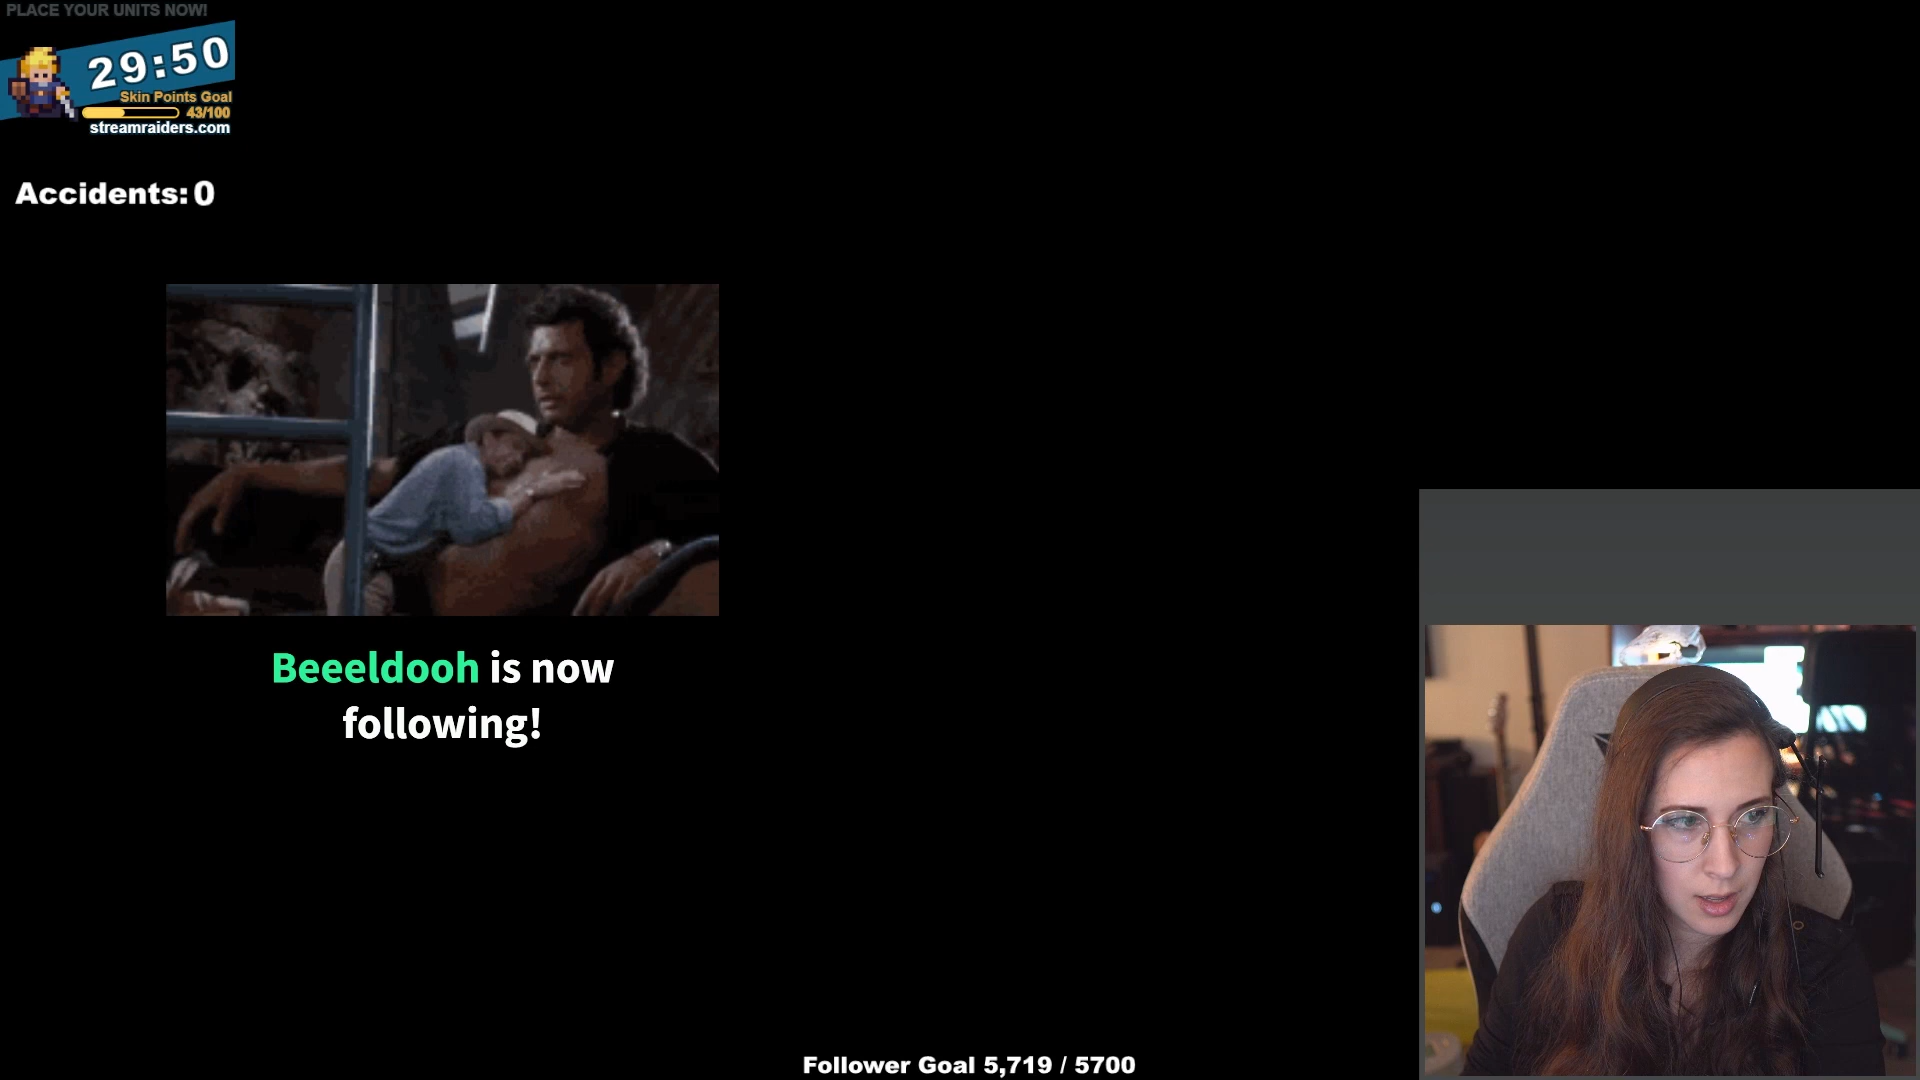 PLACE YOUR UNITS NOW!
29:50
Skin Points Goal
43/100
streamraiders.com
Accidents: 0
Beeeldooh is now
following!
Follower Goal 5,719 / 5700